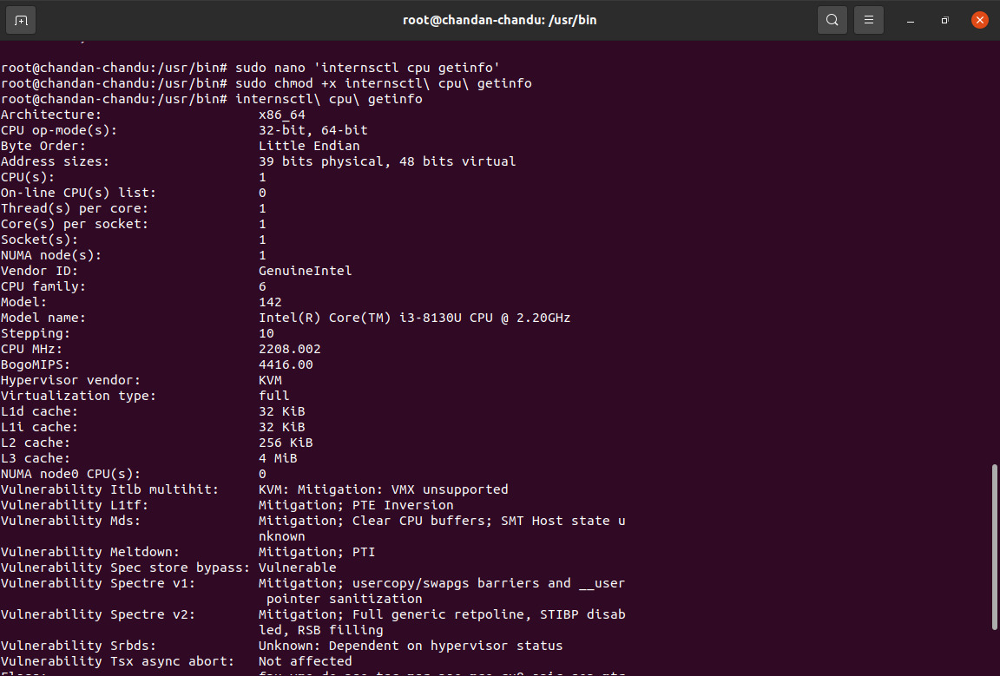 root@chandan-chandu: /usr/bin
root@chandan-chandu:/usr/bin# sudo nano 'internsctl cpu getinfo'
root@chandan-chandu:/usr/bin# sudo chmod +x internsctl\ cpu\ getinfo
root@chandan-chandu:/usr/bin# internsctl\ cpu\ getinfo
Architecture: x86_64
CPU op-mode(s): 32-bit, 64-bit
Byte Order: Little Endian
Address sizes: 39 bits physical, 48 bits virtual
CPU(s): 1
On-line CPU(s) list: 0
Thread(s) per core: 1
Core(s) per socket: 1
Socket(s): 1
NUMA node(s): 1
Vendor ID: GenuineIntel
CPU family: 6
Model: 142
Model name: Intel(R) Core(TM) i3-8130U CPU @ 2.20GHz
Stepping: 10
CPU MHz: 2208.002
BogoMIPS: 4416.00
Hypervisor vendor: KVM
Virtualization type: full
L1d cache: 32 KiB
L1i cache: 32 KiB
L2 cache: 256 KiB
L3 cache: 4 MiB
NUMA node0 CPU(s): 0
Vulnerability Itlb multihit: KVM: Mitigation: VMX unsupported
Vulnerability L1tf: Mitigation; PTE Inversion
Vulnerability Mds: Mitigation; Clear CPU buffers; SMT Host state u
nknown
Vulnerability Meltdown: Mitigation; PTI
Vulnerability Spec store bypass: Vulnerable
Vulnerability Spectre v1: Mitigation; usercopy/swapgs barriers and __user
pointer sanitization
Vulnerability Spectre v2: Mitigation; Full generic retpoline, STIBP disab
led, RSB filling
Vulnerability Srbds: Unknown: Dependent on hypervisor status
Vulnerability Tsx async abort: Not affected